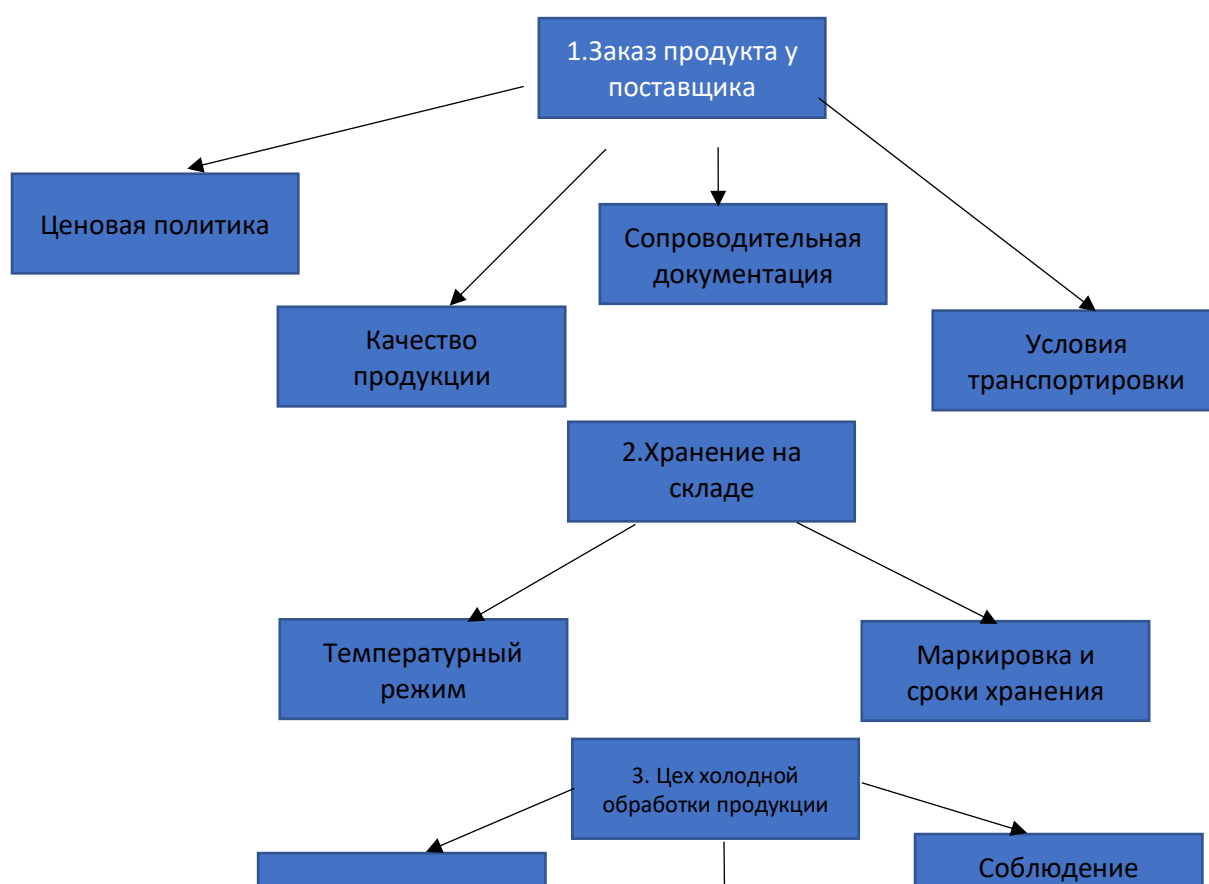 1.Заказ продукта у
поставщика
Ценовая политика
Сопроводительная
документация
Качество
продукции
Условия
транспортировки
2.Хранение на
складе
Температурный
режим
Маркировка и
сроки хранения
3. Цех холодной
обработки продукции
Соблюдение